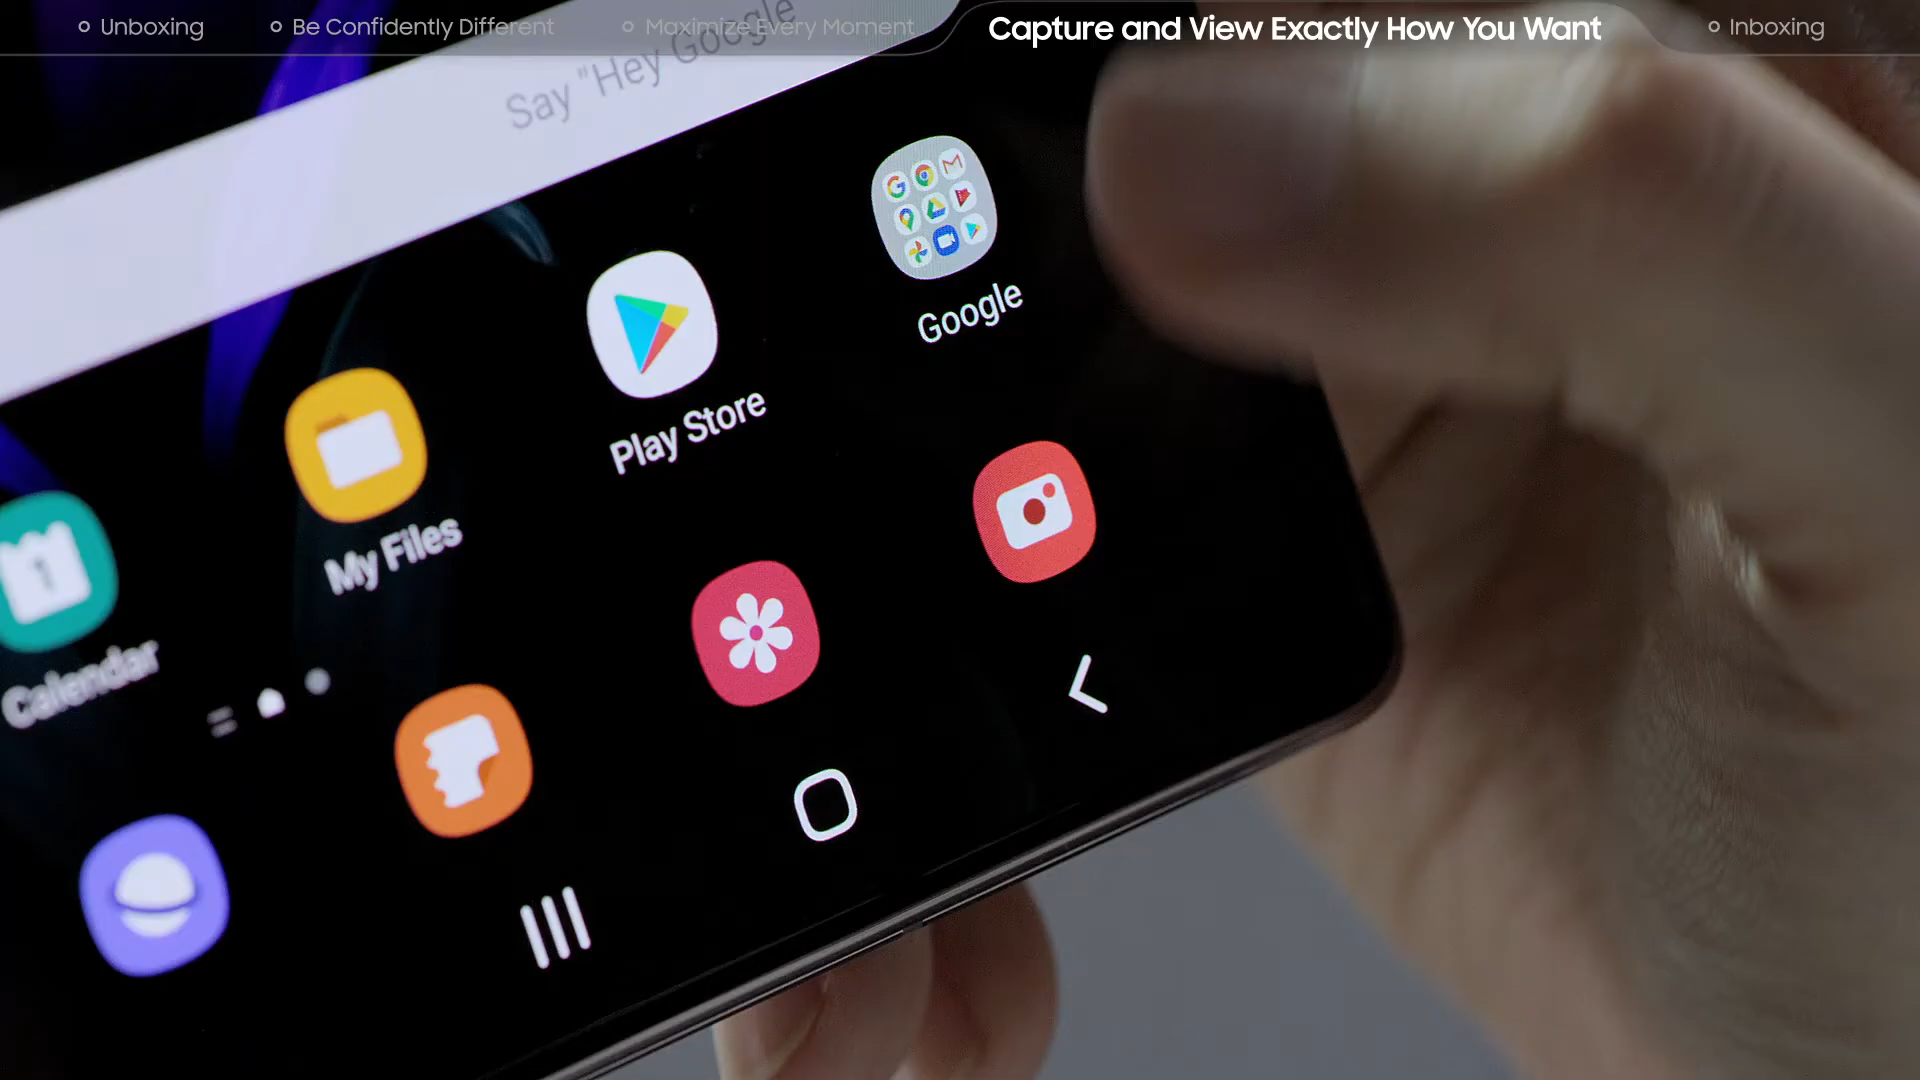 Unboxing
Be Confidently Different
Maximize Every Moment
Capture and View Exactly How You Want
Inboxing
Say "Hey Google
Google
Play Store
My Files
Calendar
1